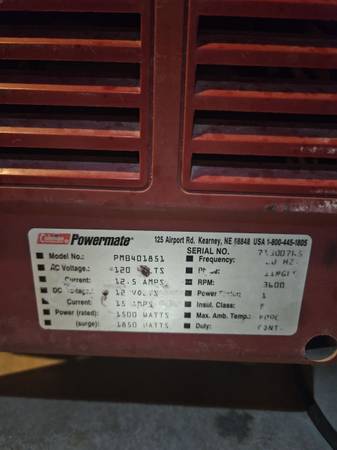 Coleman Powermate® 125 Airport Rd. Kearney, NE 68848 USA 1-800-445-1805
SERIAL NO.
Model No.: PM0401851 Frequency:
AC Voltage: 120
Current: 12.5 AMPS RPM: 3600
DC Voltage: 12 VOLTS Power
Current: 15 AMPS Insul. Class: F
Power (rated): 1500 WATTS Max. Amb. Temp.:
(surge): 1850 WATTS Duty: CONT.